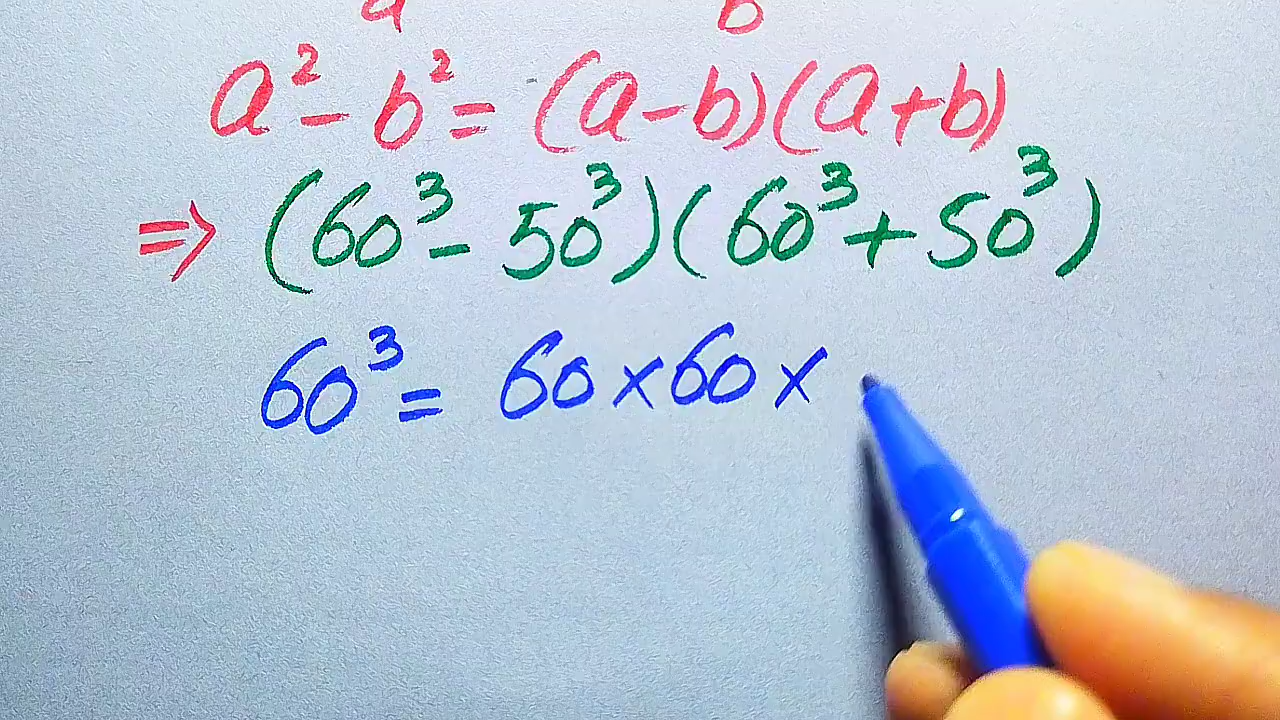 a b
a² - b² = (a-b)(a+b)
⇒ (60³ - 50³)(60³ + 50³)
60³ = 60 × 60 ×